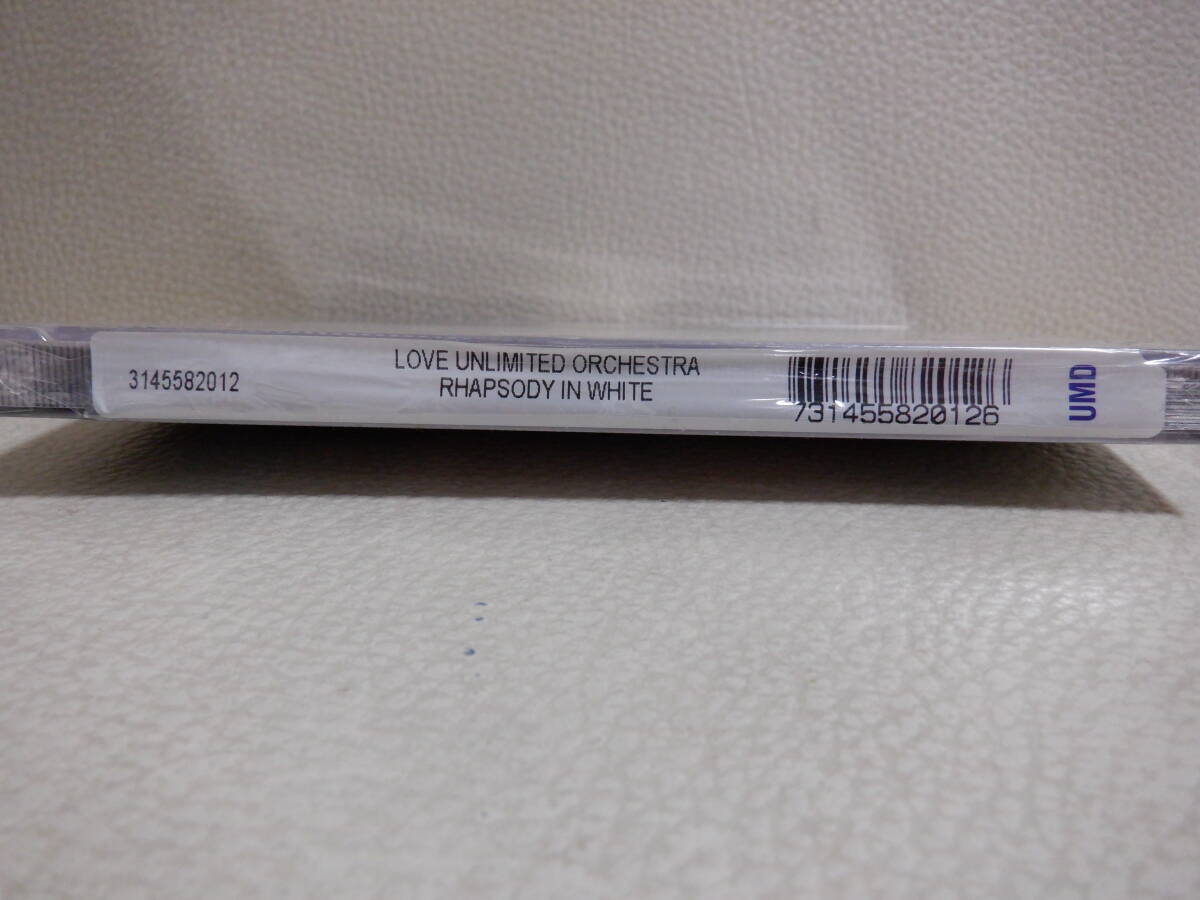 3145582012
LOVE UNLIMITED ORCHESTRA
RHAPSODY IN WHITE
731455820126
UMD